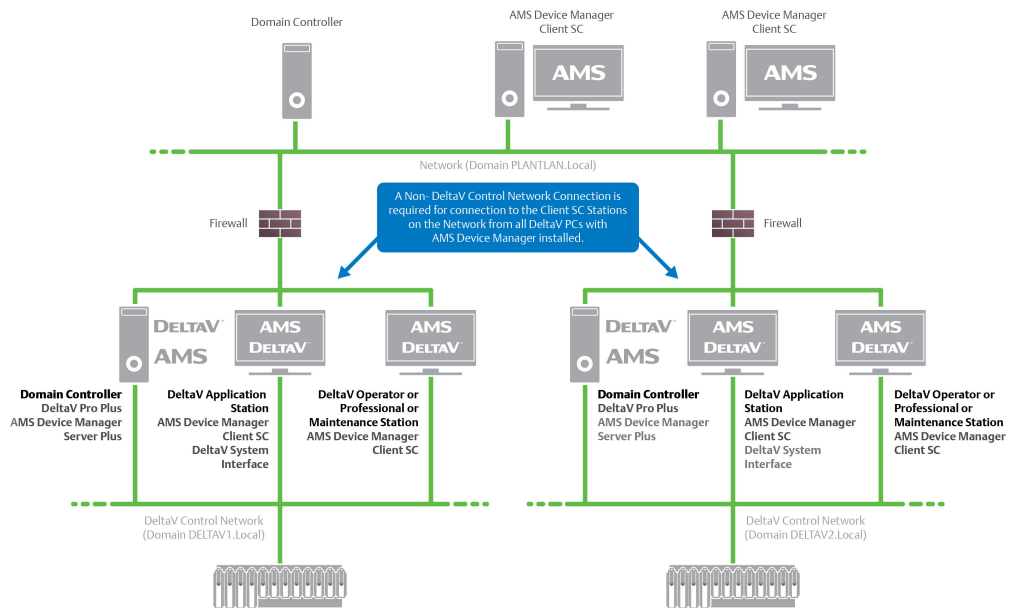 Domain Controller
AMS Device Manager
Client SC
AMS Device Manager
Client SC
AMS
AMS
Network (Domain PLANTLAN.Local)
A Non- DeltaV Control Network Connection is
required for connection to the Client SC Stations
on the Network from all DeltaV PCs with
AMS Device Manager installed.
Firewall
Firewall
DELTAV™
AMS
AMS
DELTAV™
AMS
DELTAV™
Domain Controller
DeltaV Pro Plus
AMS Device Manager
Server Plus
DeltaV Application
Station
AMS Device Manager
Client SC
DeltaV System
Interface
DeltaV Operator or
Professional or
Maintenance Station
AMS Device Manager
Client SC
DELTAV™
AMS
AMS
DELTAV™
AMS
DELTAV™
Domain Controller
DeltaV Pro Plus
AMS Device Manager
Server Plus
DeltaV Application
Station
AMS Device Manager
Client SC
DeltaV System
Interface
DeltaV Operator or
Professional or
Maintenance Station
AMS Device Manager
Client SC
DeltaV Control Network
(Domain DELTAV1.Local)
DeltaV Control Network
(Domain DELTAV2.Local)